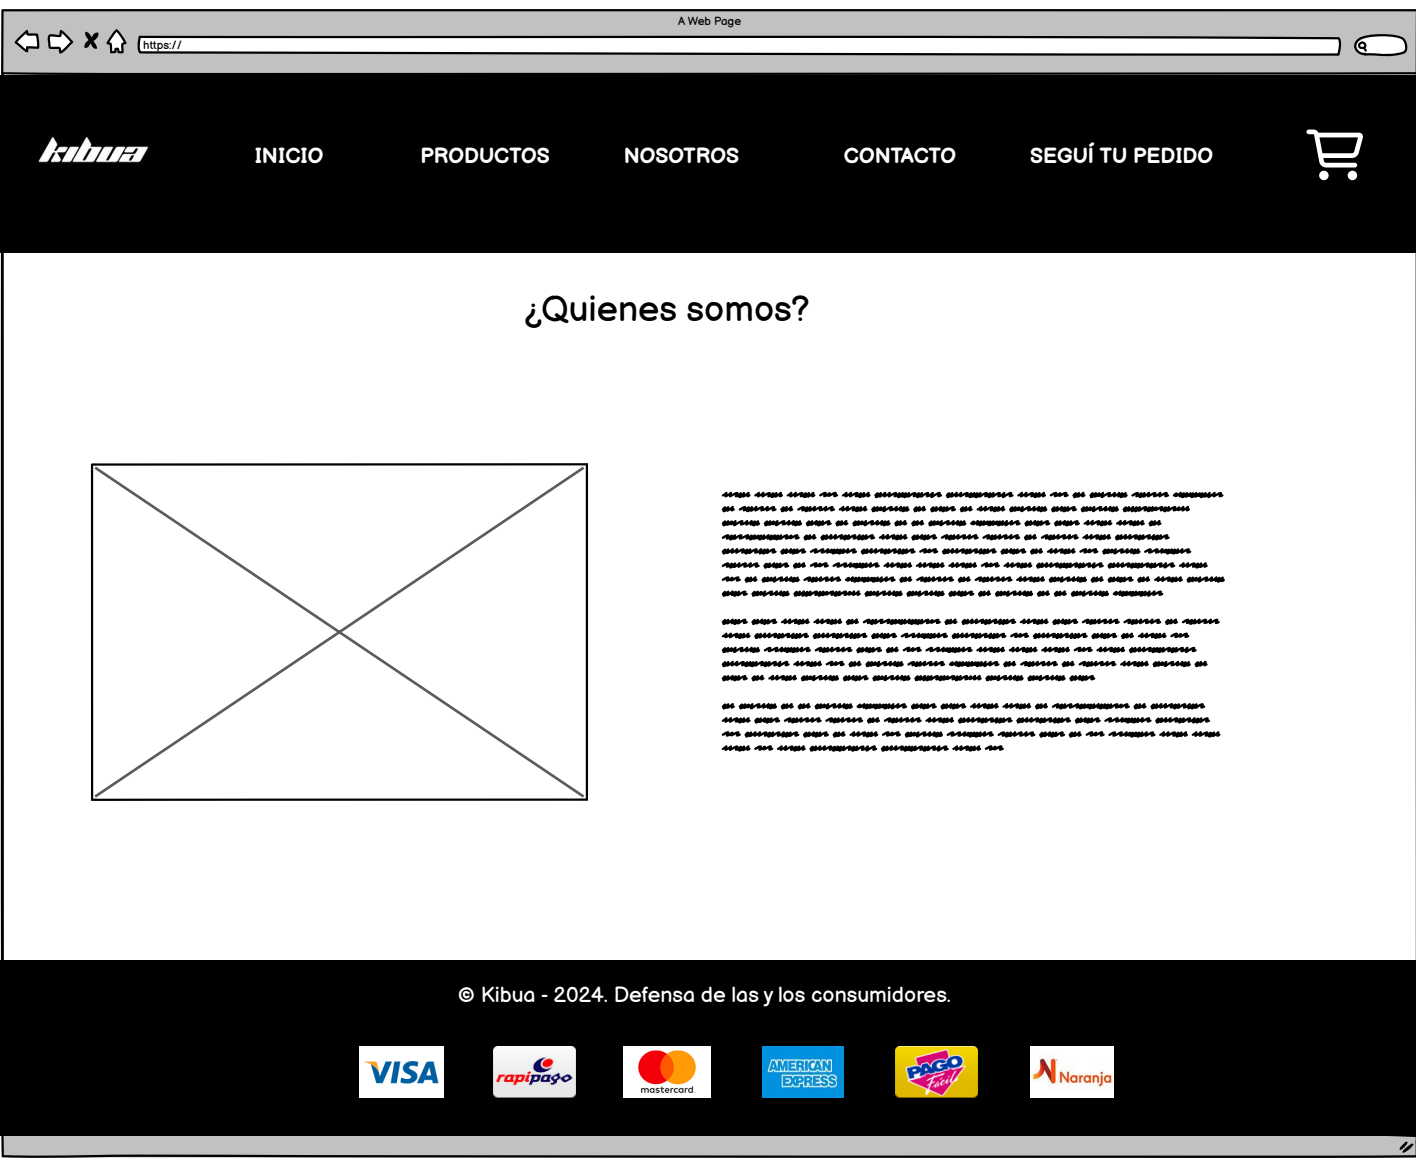 A Web Page
https://
kibua
INICIO PRODUCTOS NOSOTROS CONTACTO SEGUÍ TU PEDIDO
¿Quienes somos?
© Kibua - 2024. Defensa de las y los consumidores.
VISA
rapipago
mastercard.
AMERICAN
EXPRESS
PAGO
Fácil
N Naranja